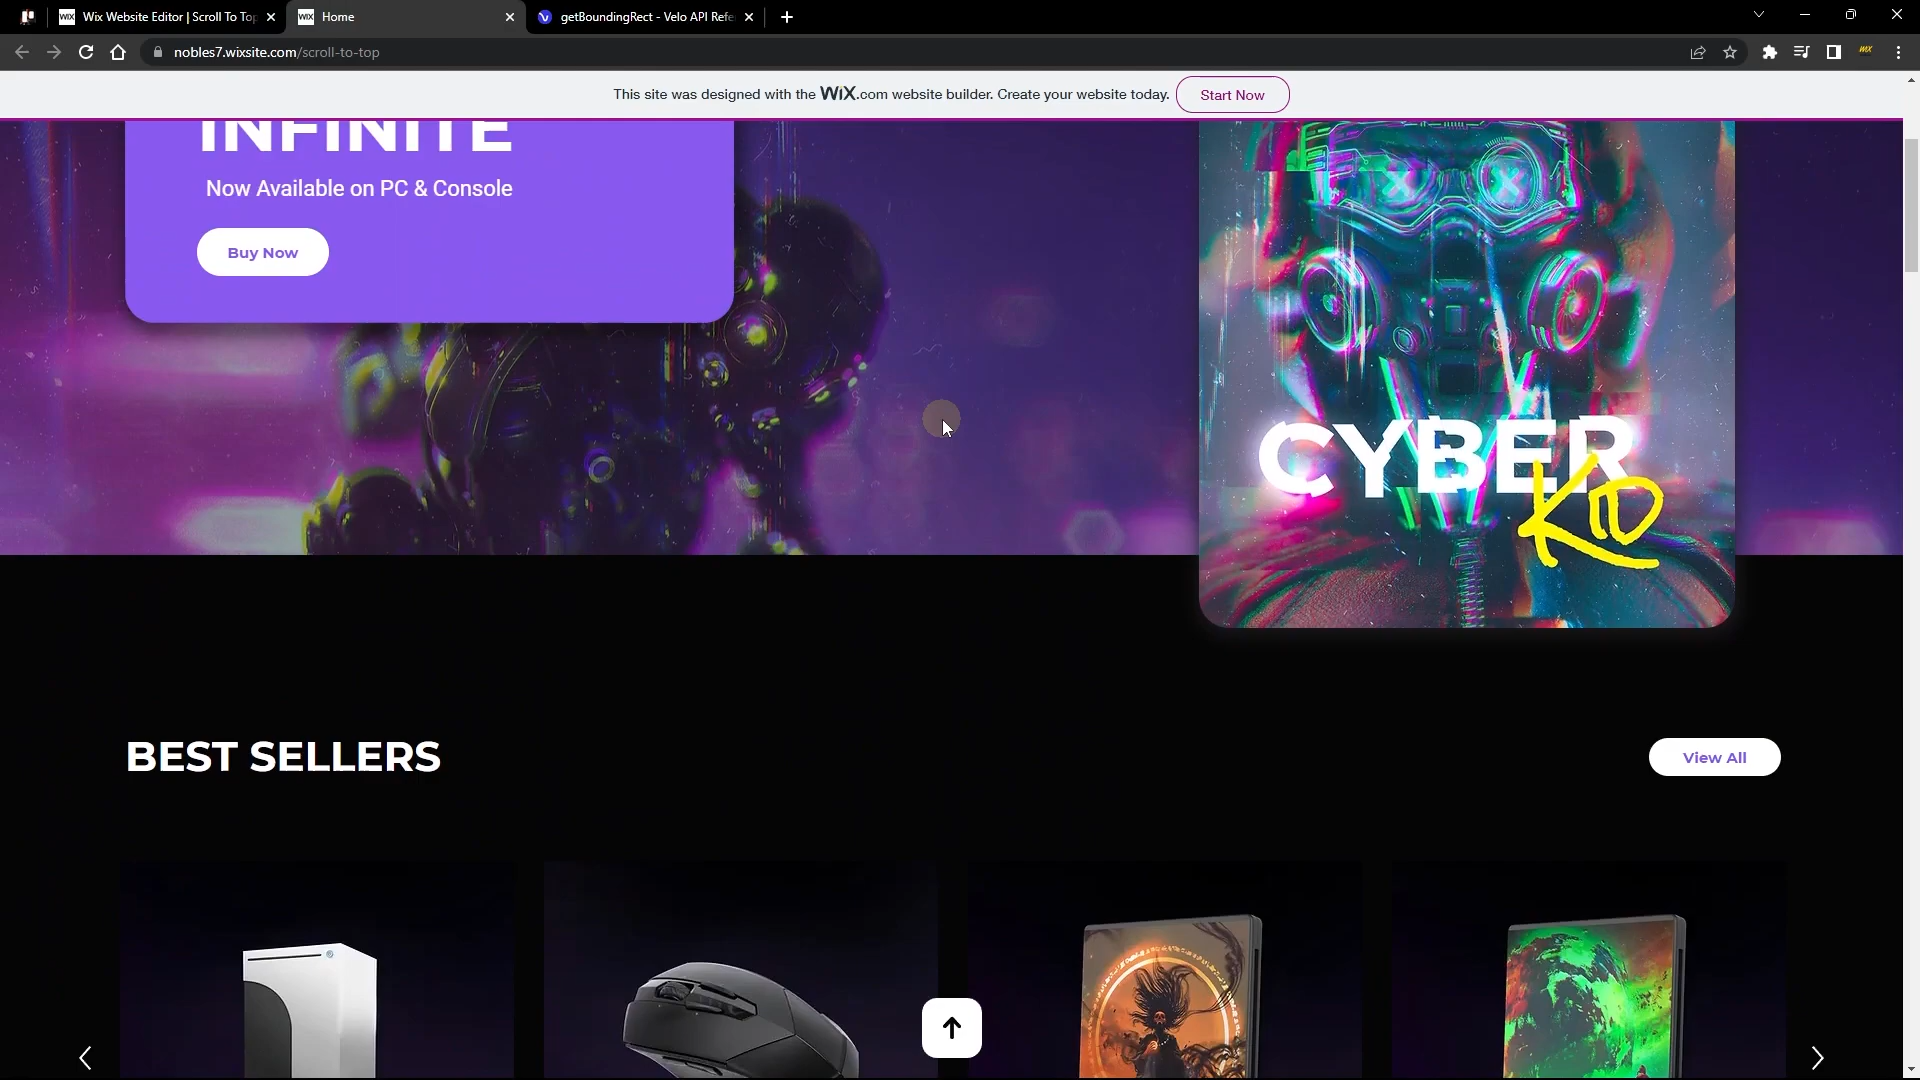 Wix Website Editor | Scroll To Top
Home
getBoundingRect - Velo API Refe
nobles7.wixsite.com/scroll-to-top
WiX
This site was designed with the WiX.com website builder. Create your website today.
Start Now
INFINITE
Now Available on PC & Console
Buy Now
CYBER
KID
BEST SELLERS
View All